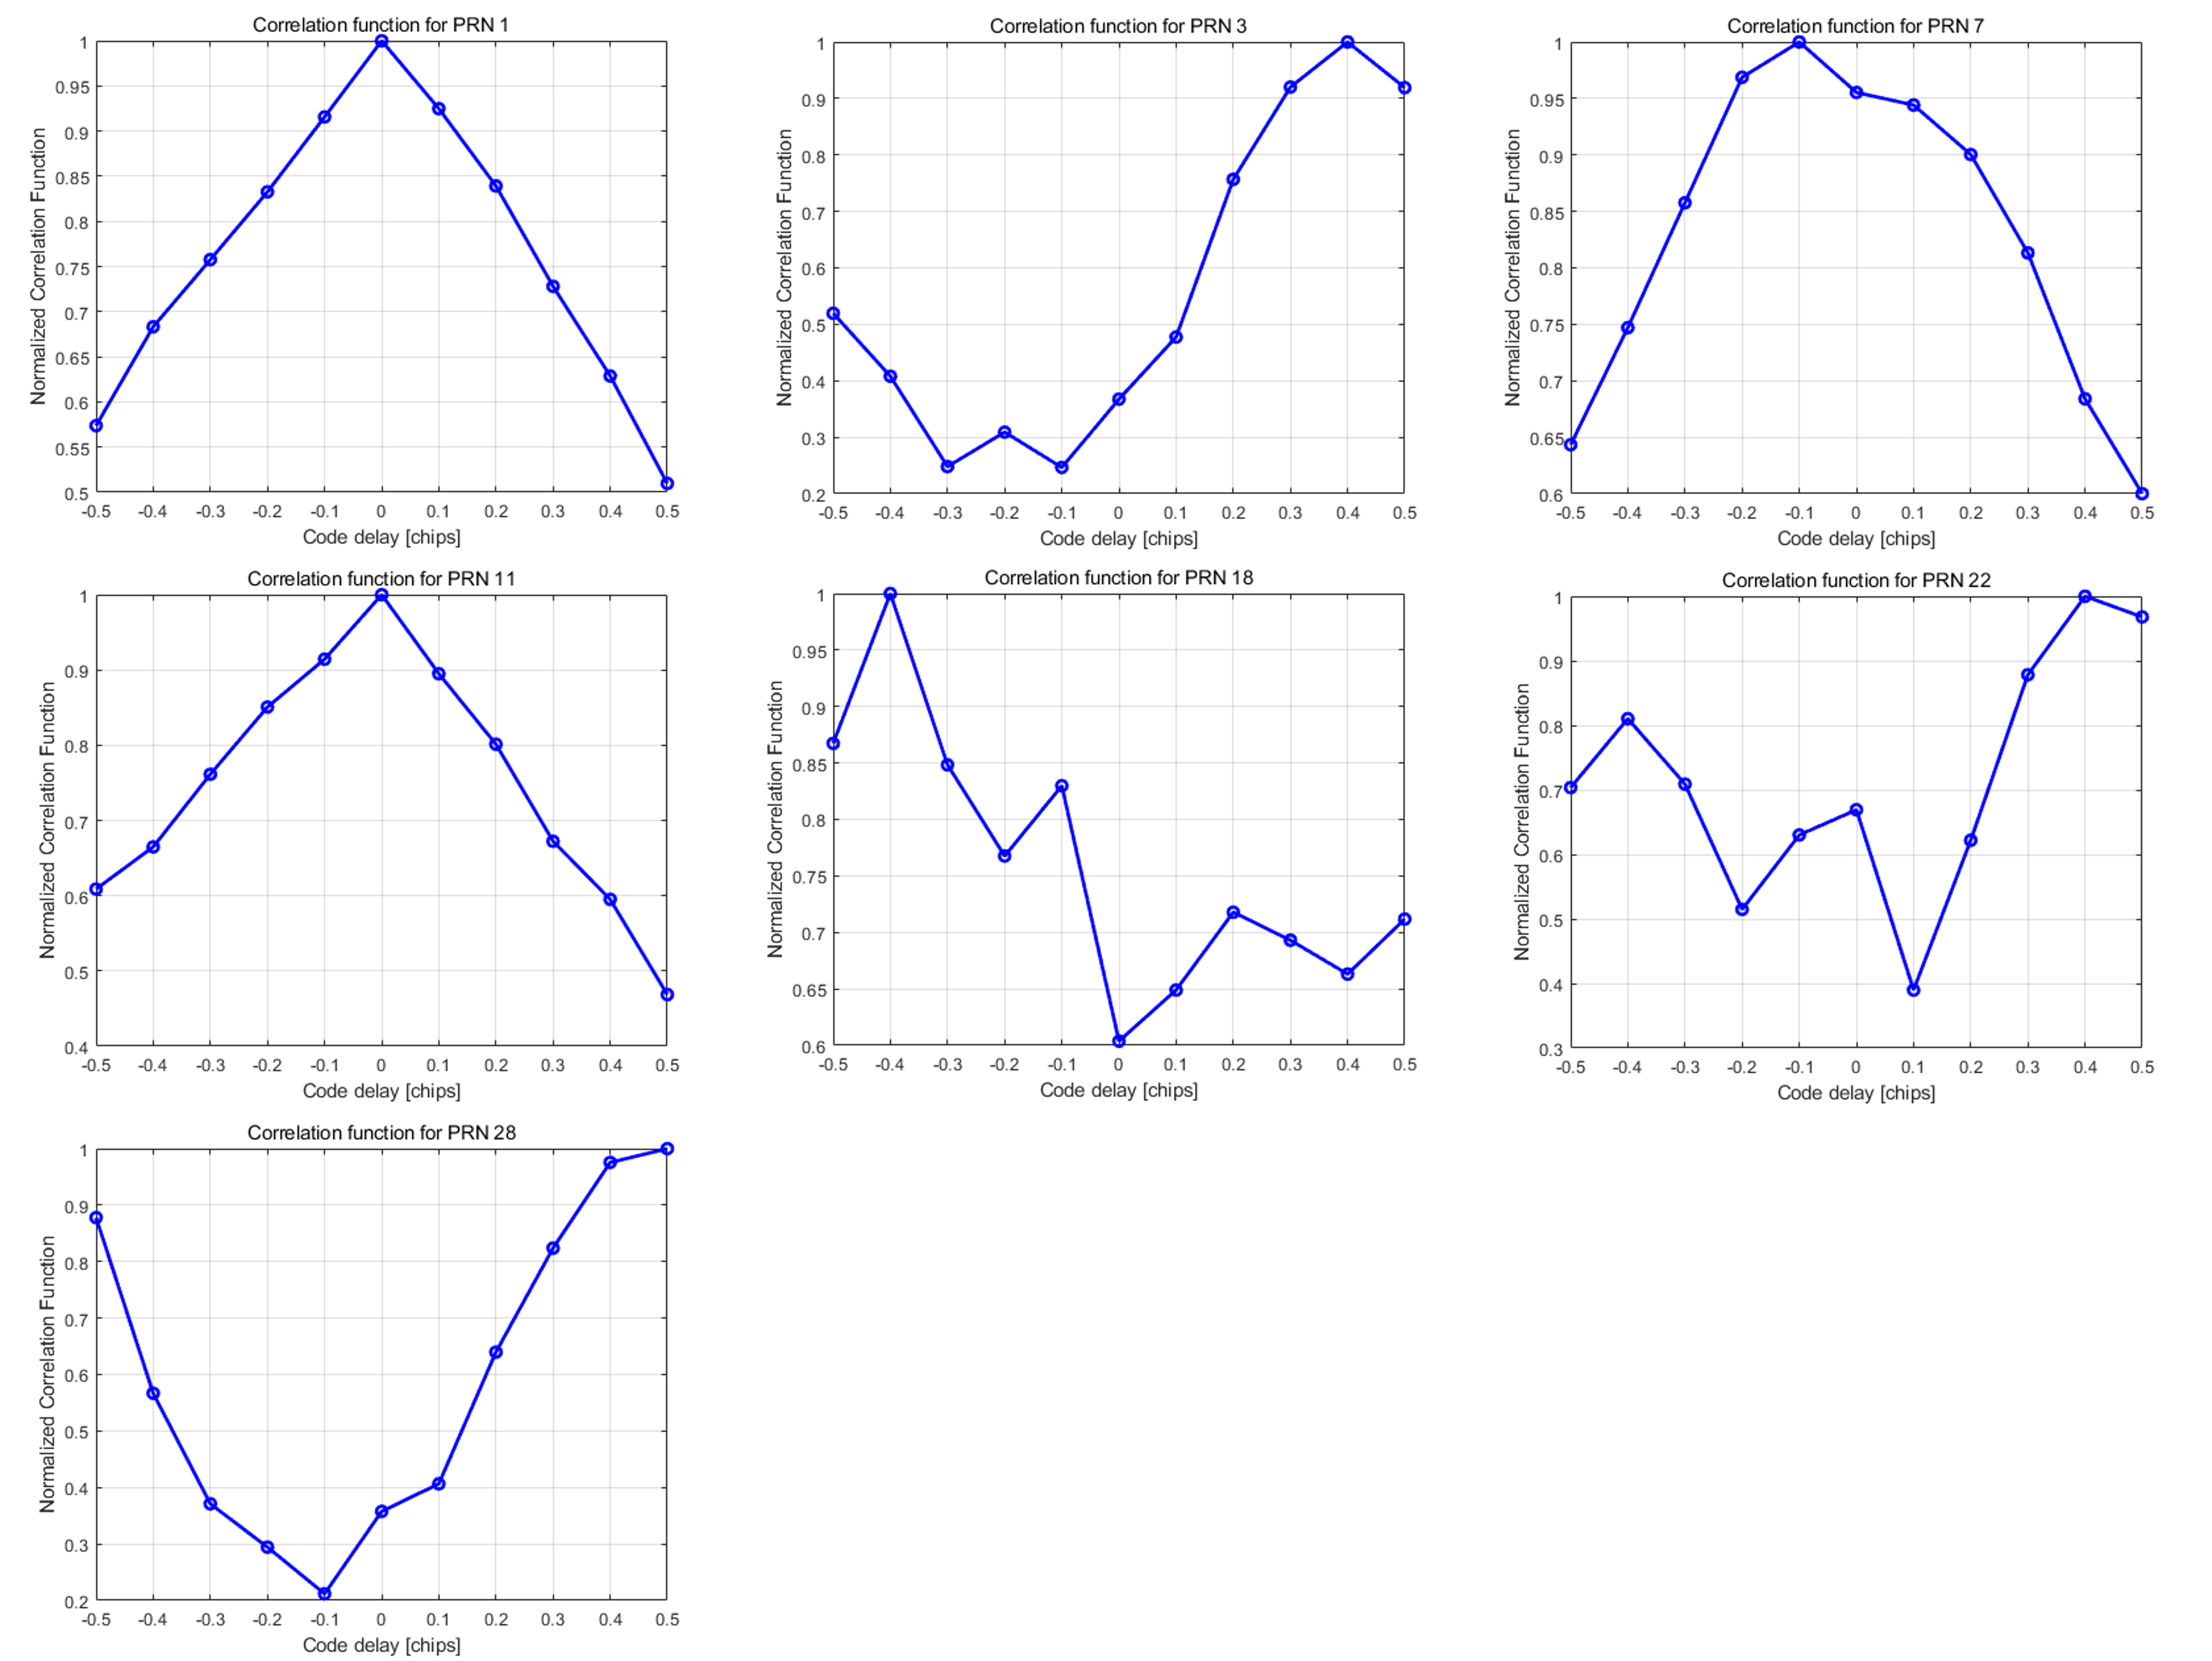 Correlation function for PRN 1
Normalized Correlation Function
1
0.95
0.9
0.85
0.8
0.75
0.7
0.65
0.6
0.55
0.5
-0.5 -0.4 -0.3 -0.2 -0.1 0 0.1 0.2 0.3 0.4 0.5
Code delay [chips]
Correlation function for PRN 3
Normalized Correlation Function
1
0.9
0.8
0.7
0.6
0.5
0.4
0.3
0.2
-0.5 -0.4 -0.3 -0.2 -0.1 0 0.1 0.2 0.3 0.4 0.5
Code delay [chips]
Correlation function for PRN 7
Normalized Correlation Function
1
0.95
0.9
0.85
0.8
0.75
0.7
0.65
0.6
-0.5 -0.4 -0.3 -0.2 -0.1 0 0.1 0.2 0.3 0.4 0.5
Code delay [chips]
Correlation function for PRN 11
Normalized Correlation Function
1
0.9
0.8
0.7
0.6
0.5
0.4
-0.5 -0.4 -0.3 -0.2 -0.1 0 0.1 0.2 0.3 0.4 0.5
Code delay [chips]
Correlation function for PRN 18
Normalized Correlation Function
1
0.95
0.9
0.85
0.8
0.75
0.7
0.65
0.6
-0.5 -0.4 -0.3 -0.2 -0.1 0 0.1 0.2 0.3 0.4 0.5
Code delay [chips]
Correlation function for PRN 22
Normalized Correlation Function
1
0.9
0.8
0.7
0.6
0.5
0.4
0.3
-0.5 -0.4 -0.3 -0.2 -0.1 0 0.1 0.2 0.3 0.4 0.5
Code delay [chips]
Correlation function for PRN 28
Normalized Correlation Function
1
0.9
0.8
0.7
0.6
0.5
0.4
0.3
0.2
-0.5 -0.4 -0.3 -0.2 -0.1 0 0.1 0.2 0.3 0.4 0.5
Code delay [chips]